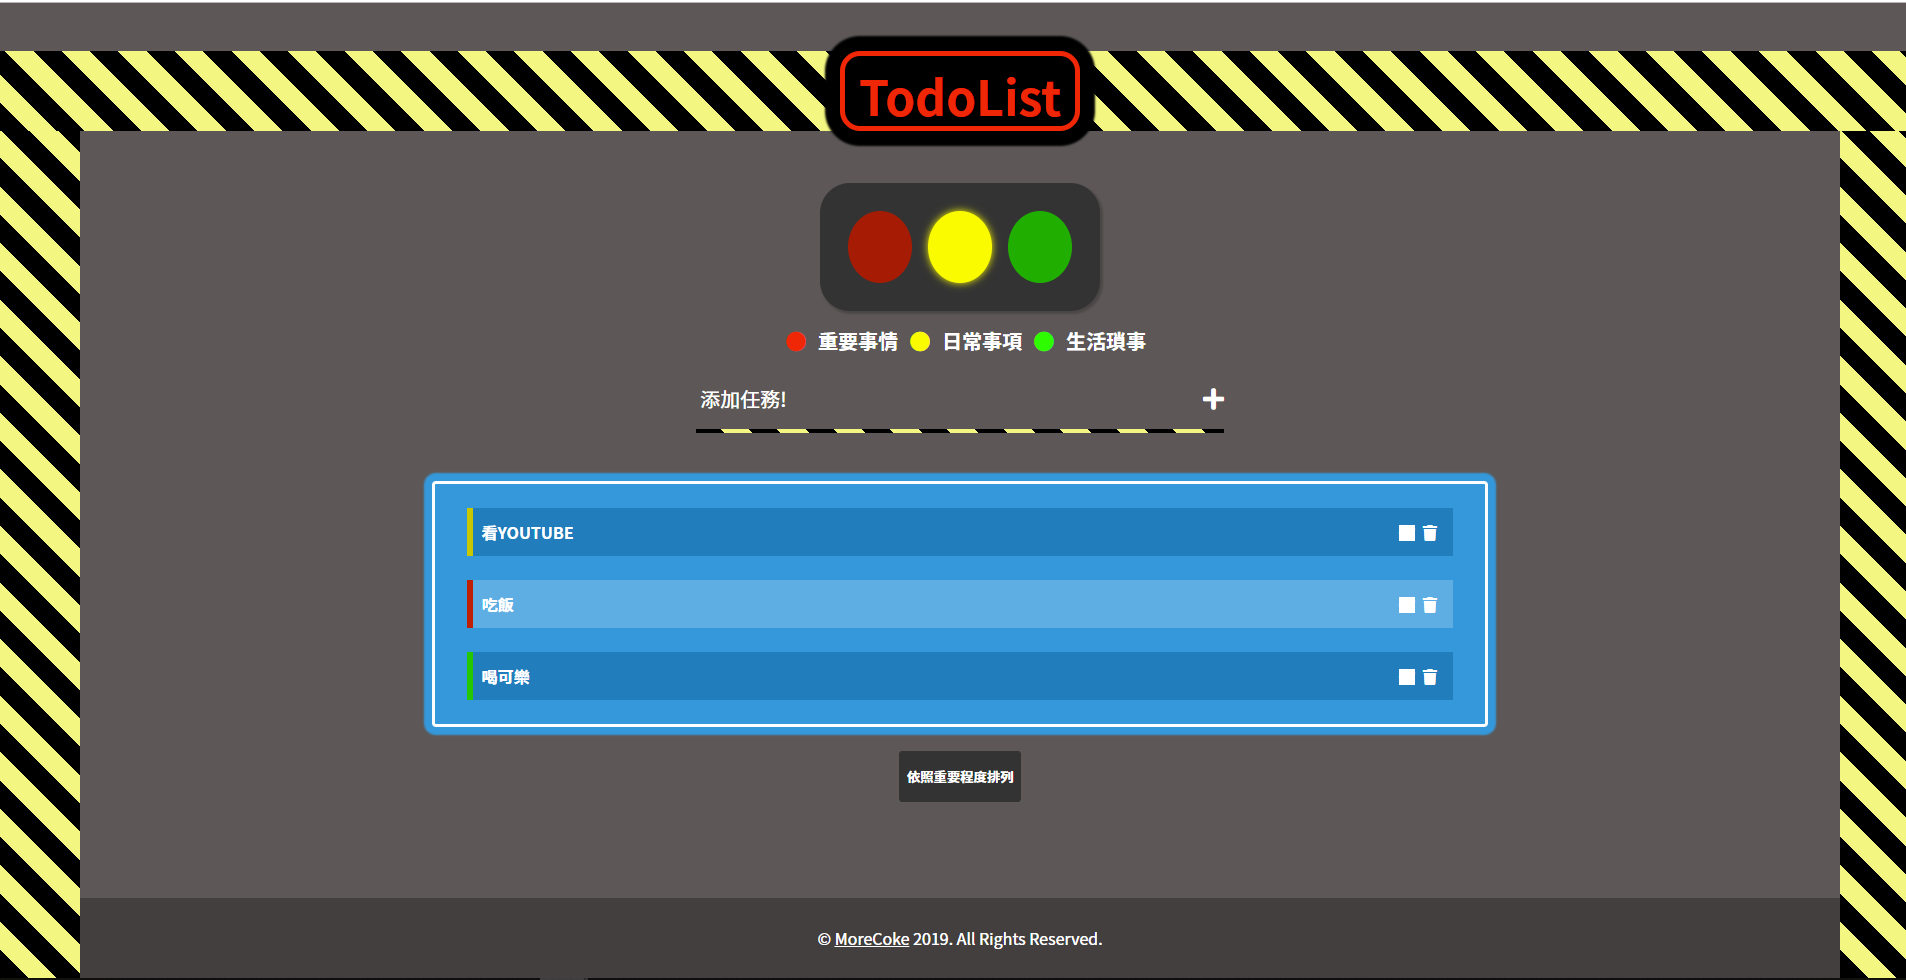 TodoList
重要事情 日常事項 生活瑣事
添加任務!
看YOUTUBE
吃飯
喝可樂
依照重要程度排列
© MoreCoke 2019. All Rights Reserved.